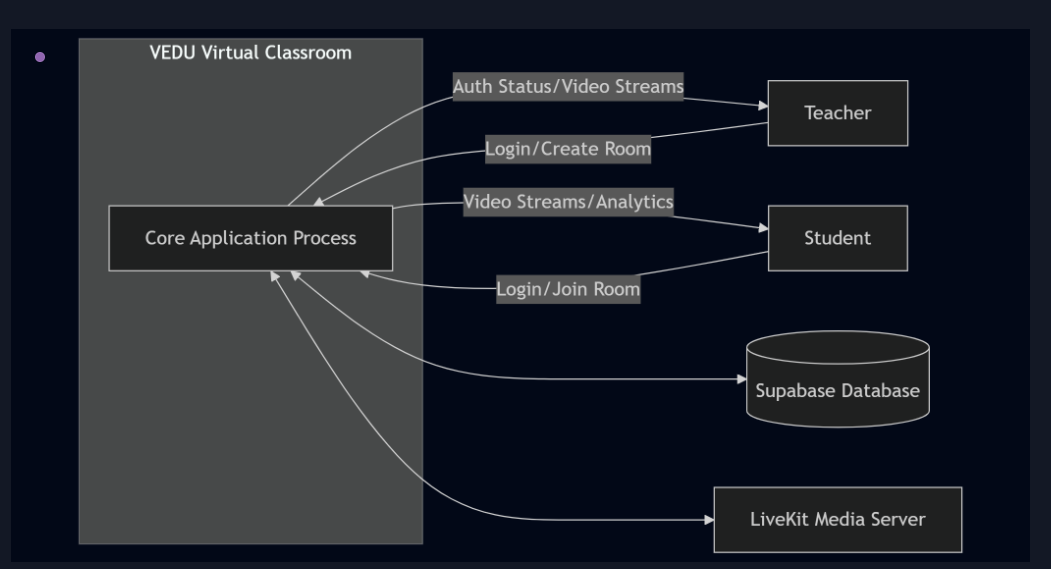 VEDU Virtual Classroom
Auth Status/Video Streams
Teacher
Login/Create Room
Video Streams/Analytics
Core Application Process
Student
Login/Join Room
Supabase Database
LiveKit Media Server